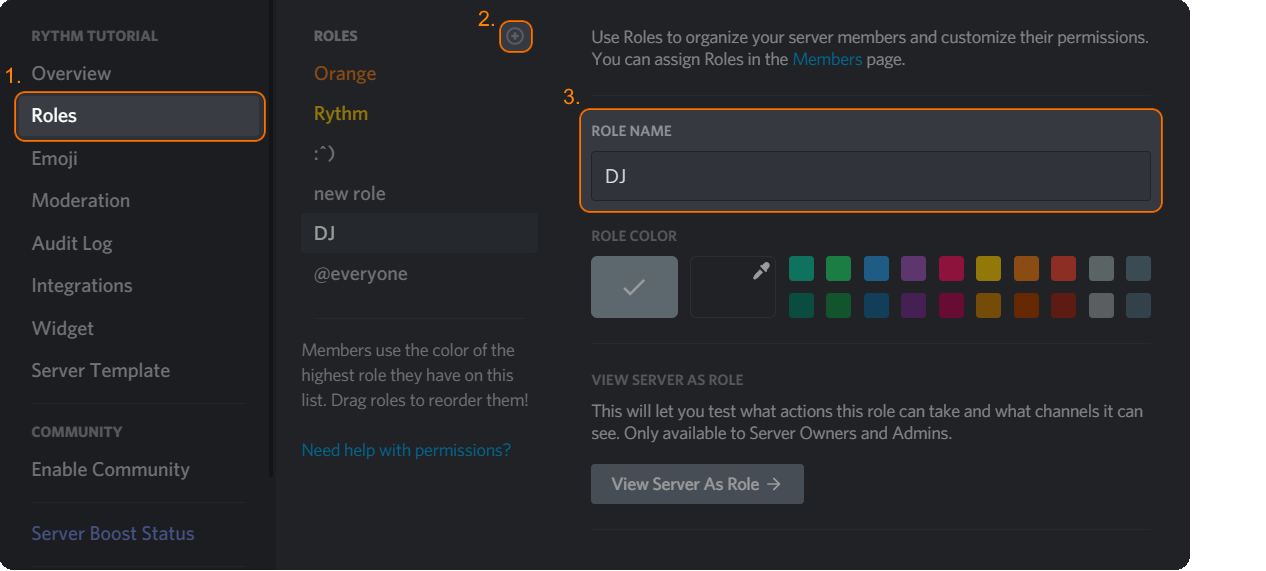 RYTHM TUTORIAL
Overview
1.
Roles
Emoji
Moderation
Audit Log
Integrations
Widget
Server Template
COMMUNITY
Enable Community
Server Boost Status
2.
ROLES
Orange
Rythm
:^)
new role
DJ
@everyone
Members use the color of the
highest role they have on this
list. Drag roles to reorder them!
Need help with permissions?
Use Roles to organize your server members and customize their permissions.
You can assign Roles in the Members page.
3.
ROLE NAME
DJ
ROLE COLOR
VIEW SERVER AS ROLE
This will let you test what actions this role can take and what channels it can
see. Only available to Server Owners and Admins.
View Server As Role →